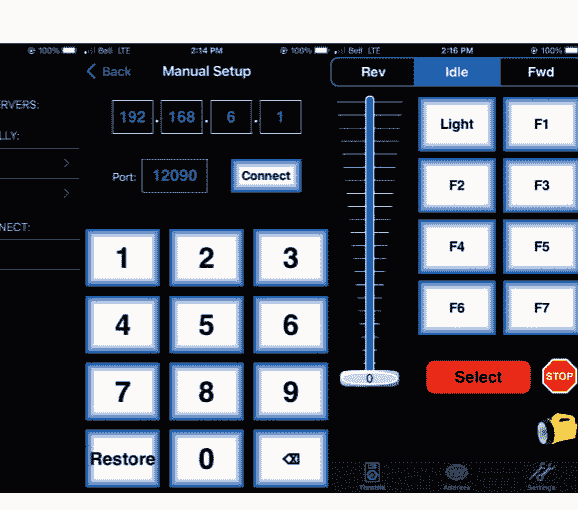 100%
RVERS:
LLY:
NECT:
Bell LTE 2:14 PM 100%
Back Manual Setup
192 . 168 . 6 . 1
Port: 12090 Connect
1 2 3
4 5 6
7 8 9
Restore 0
Bell LTE 2:16 PM 100%
Rev Idle Fwd
Light F1
F2 F3
F4 F5
F6 F7
0
Select STOP
Throttle Address Settings